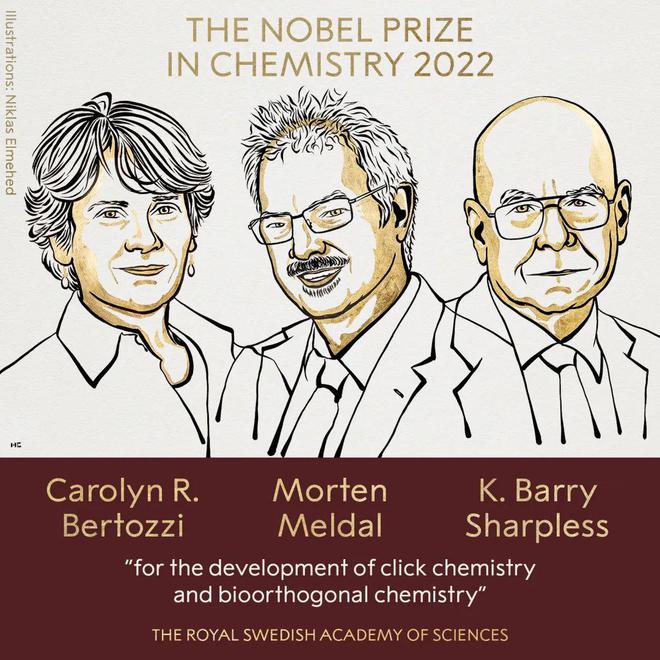 THE NOBEL PRIZE
IN CHEMISTRY 2022
Illustrations: Niklas Elmehed
Carolyn R.
Bertozzi
Morten
Meldal
K. Barry
Sharpless
“for the development of click chemistry
and bioorthogonal chemistry”
THE ROYAL SWEDISH ACADEMY OF SCIENCES